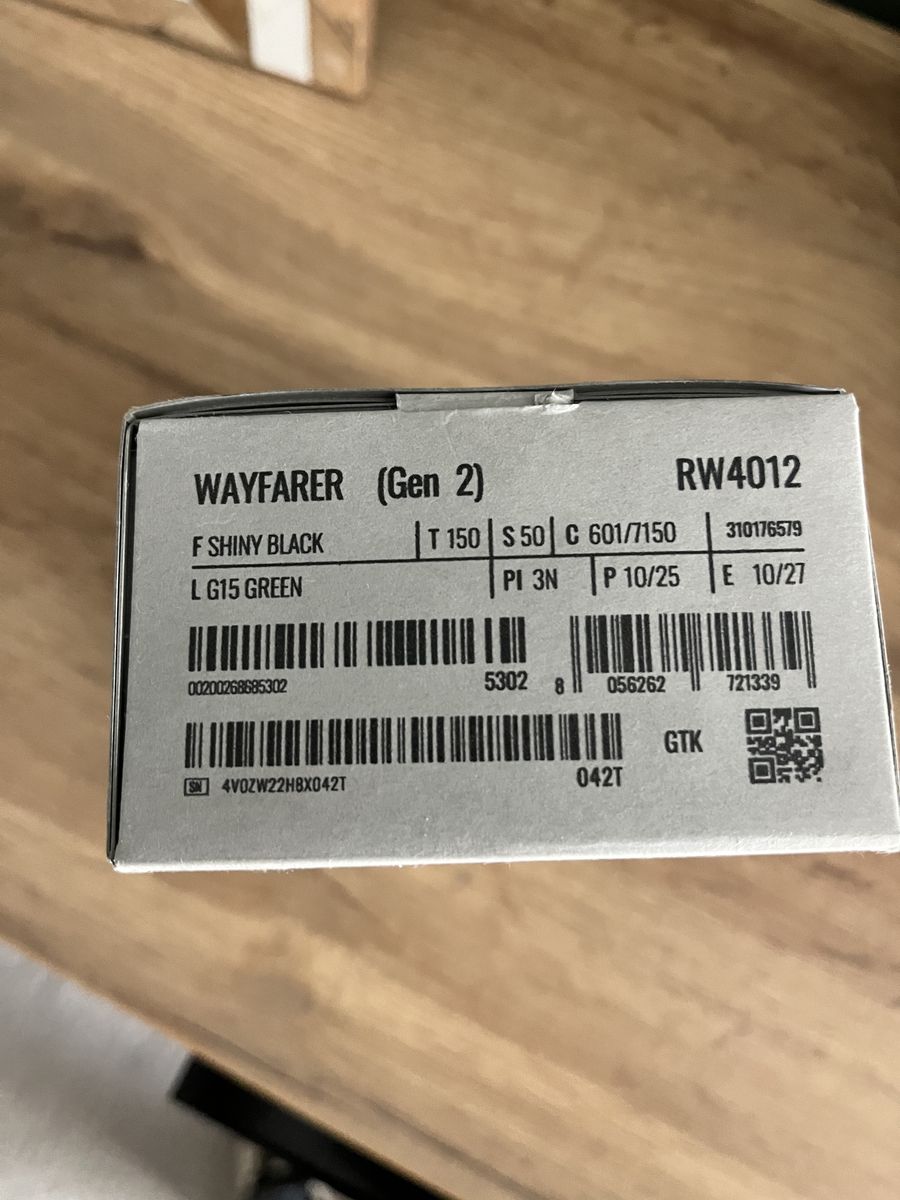 WAYFARER (Gen 2) RW4012
F SHINY BLACK T 150 S 50 C 601/7150 310176579
L G15 GREEN PI 3N P 10/25 E 10/27
00200268685302 5302 8 056262 721339
SN 4V0ZW22H8X042T 042T GTK